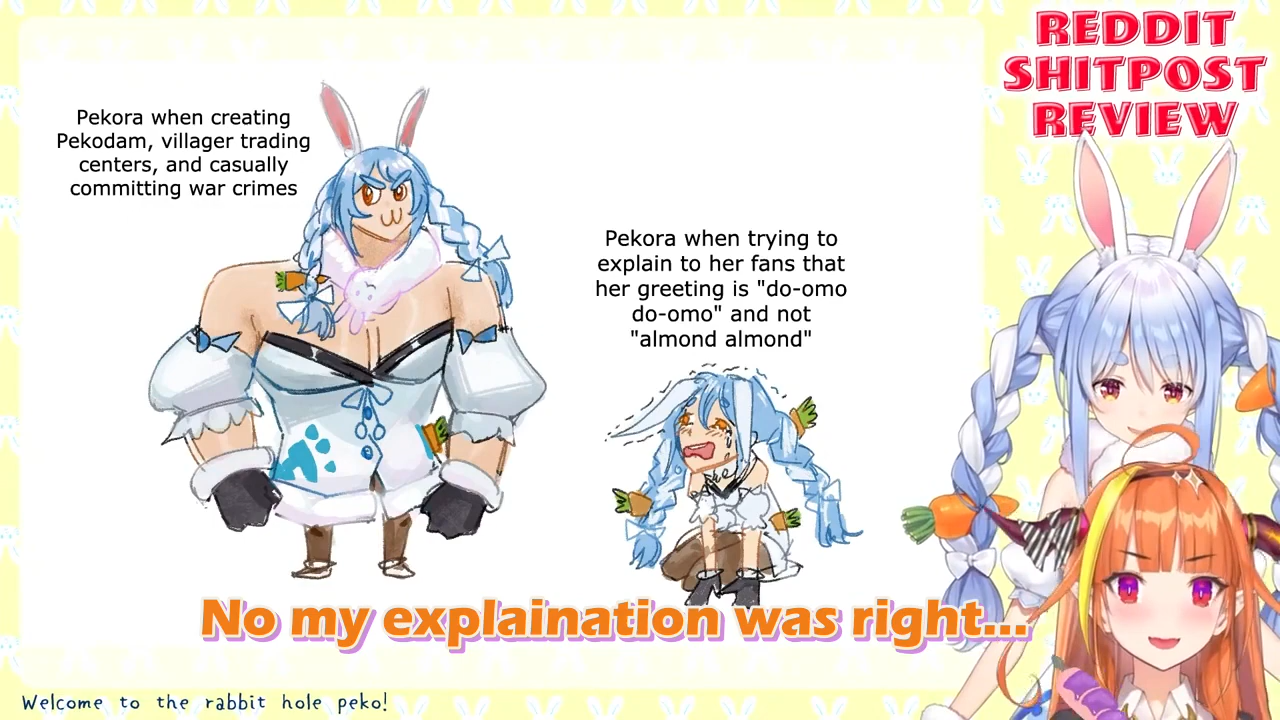 REDDIT
SHITPOST
REVIEW
Pekora when creating
Pekodam, villager trading
centers, and casually
committing war crimes
Pekora when trying to
explain to her fans that
her greeting is "do-omo
do-omo" and not
"almond almond"
No my explaination was right...
Welcome to the rabbit hole peko!